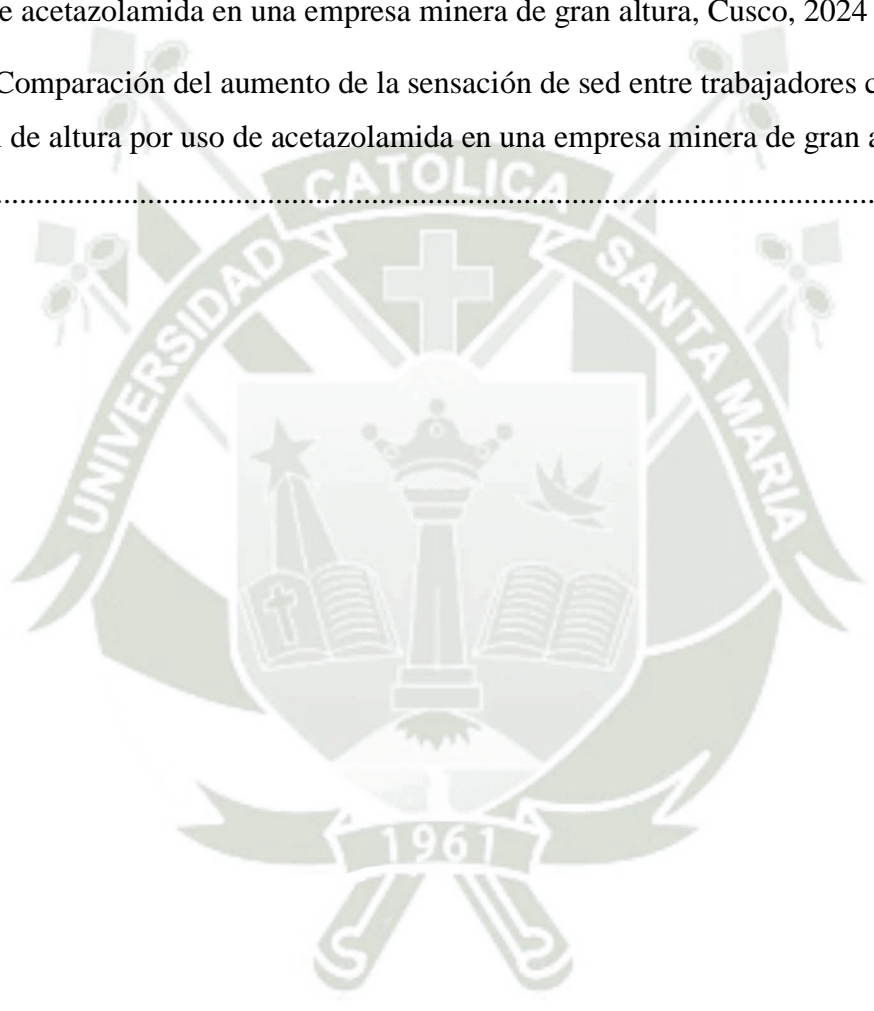 e acetazolamida en una empresa minera de gran altura, Cusco, 2024
Comparación del aumento de la sensación de sed entre trabajadores c
de altura por uso de acetazolamida en una empresa minera de gran a
....................................................................................................
UNIVERSIDAD CATOLICA SANTA MARIA
1961